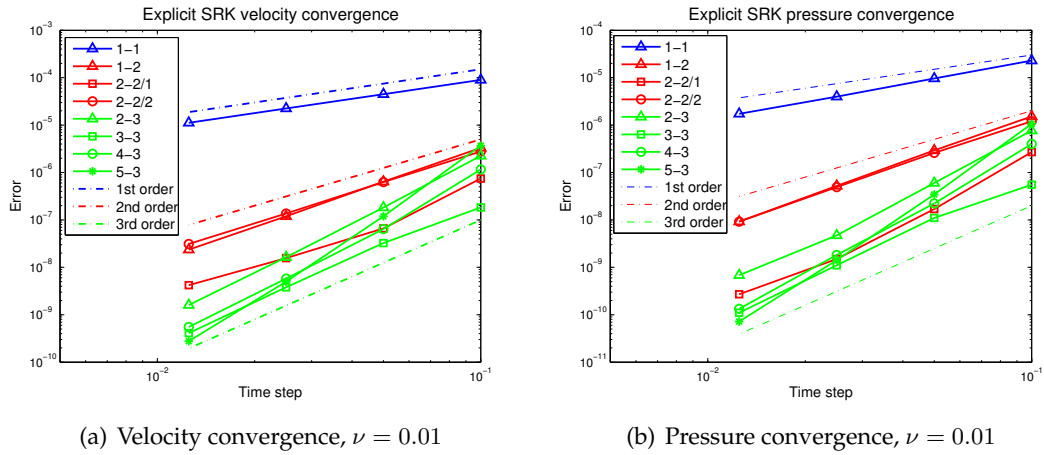 Explicit SRK velocity convergence
10^-3
10^-4
10^-5
10^-6
10^-7
10^-8
10^-9
10^-10
Error
1-1
1-2
2-2/1
2-2/2
2-3
3-3
4-3
5-3
1st order
2nd order
3rd order
10^-2
10^-1
Time step
(a) Velocity convergence, ν = 0.01
Explicit SRK pressure convergence
10^-4
10^-5
10^-6
10^-7
10^-8
10^-9
10^-10
10^-11
10^-3
Error
1-1
1-2
2-2/1
2-2/2
2-3
3-3
4-3
5-3
1st order
2nd order
3rd order
10^-2
10^-1
Time step
(b) Pressure convergence, ν = 0.01